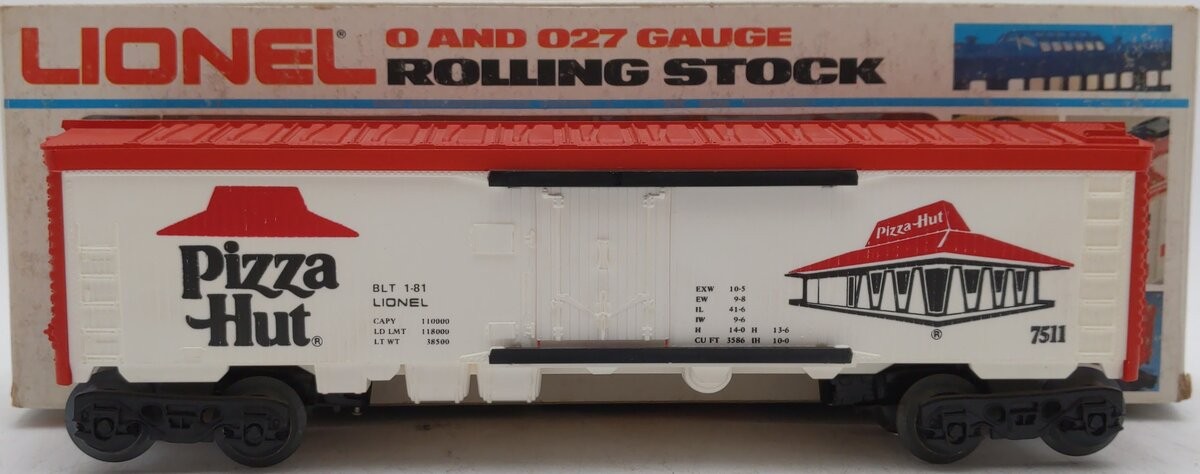 LIONEL®
O AND O27 GAUGE
ROLLING STOCK
Pizza
Hut®
BLT 1-81
LIONEL
CAPY 110000
LD LMT 118000
LT WT 38500
EXW 10-5
EW 9-8
IL 41-6
IW 9-6
H 14-0 H 13-6
CU FT 3586 IH 10-0
Pizza-Hut
®
7511